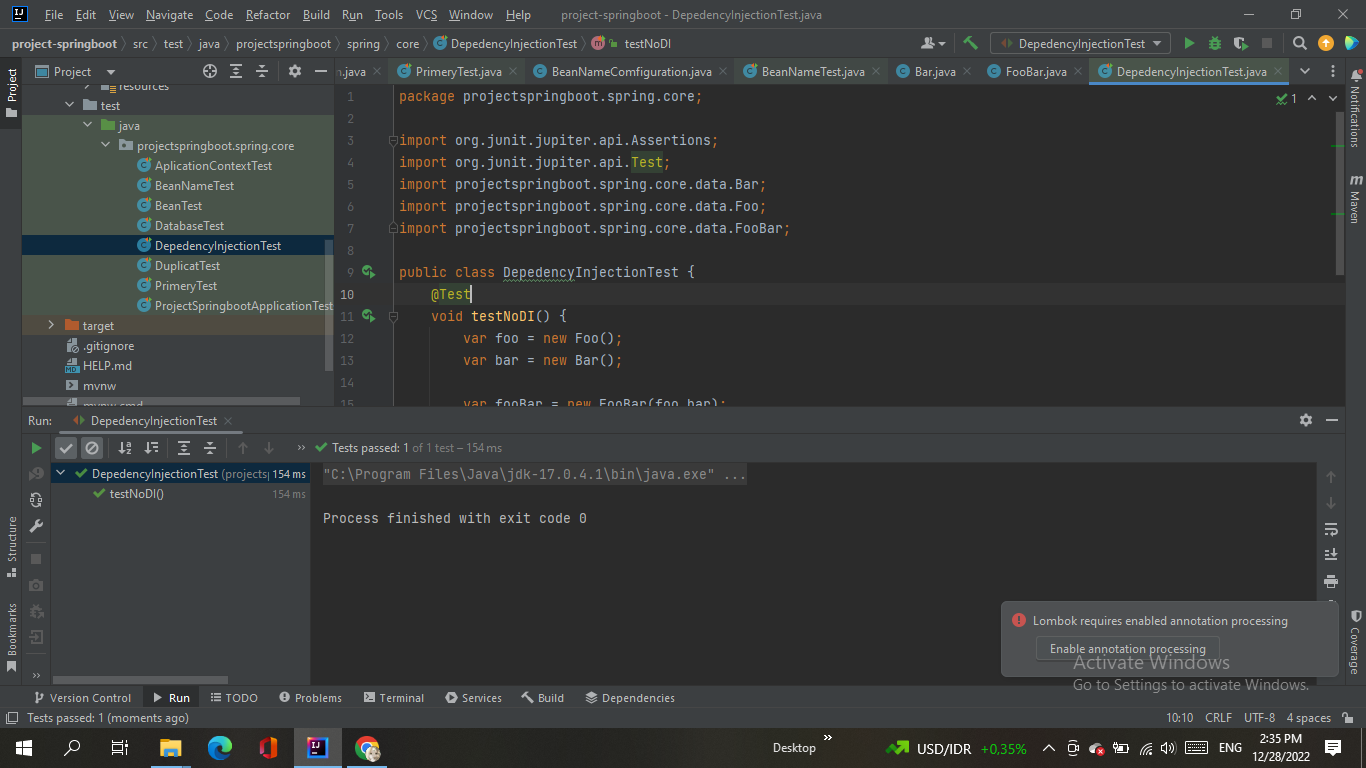 File Edit View Navigate Code Refactor Build Run Tools VCS Window Help project-springboot - DepedencyInjectionTest.java
project-springboot src test java projectspringboot spring core DepedencyInjectionTest testNoDI DepedencyInjectionTest
Project
n.java PrimeryTest.java BeanNameComfiguration.java BeanNameTest.java Bar.java FooBar.java DepedencyInjectionTest.java
resources
test
java
projectspringboot.spring.core
AplicationContextTest
BeanNameTest
BeanTest
DatabaseTest
DepedencyInjectionTest
DuplicatTest
PrimeryTest
ProjectSpringbootApplicationTest
target
.gitignore
HELP.md
mvnw
mvnw.cmd
1 package projectspringboot.spring.core;
2
3 import org.junit.jupiter.api.Assertions;
4 import org.junit.jupiter.api.Test;
5 import projectspringboot.spring.core.data.Bar;
6 import projectspringboot.spring.core.data.Foo;
7 import projectspringboot.spring.core.data.FooBar;
8
9 public class DepedencyInjectionTest {
10 @Test
11 void testNoDI() {
12 var foo = new Foo();
13 var bar = new Bar();
14
15 var fooBar = new FooBar(foo,bar);
1
Project
Structure
Bookmarks
Notifications
Maven
Coverage
Run: DepedencyInjectionTest
Tests passed: 1 of 1 test – 154 ms
DepedencyInjectionTest (projects 154 ms
testNoDI() 154 ms
"C:\Program Files\Java\jdk-17.0.4.1\bin\java.exe" ...
Process finished with exit code 0
Lombok requires enabled annotation processing
Enable annotation processing
Activate Windows
Go to Settings to activate Windows.
Version Control Run TODO Problems Terminal Services Build Dependencies
Tests passed: 1 (moments ago) 10:10 CRLF UTF-8 4 spaces
Desktop USD/IDR +0,35% ENG 2:35 PM
12/28/2022